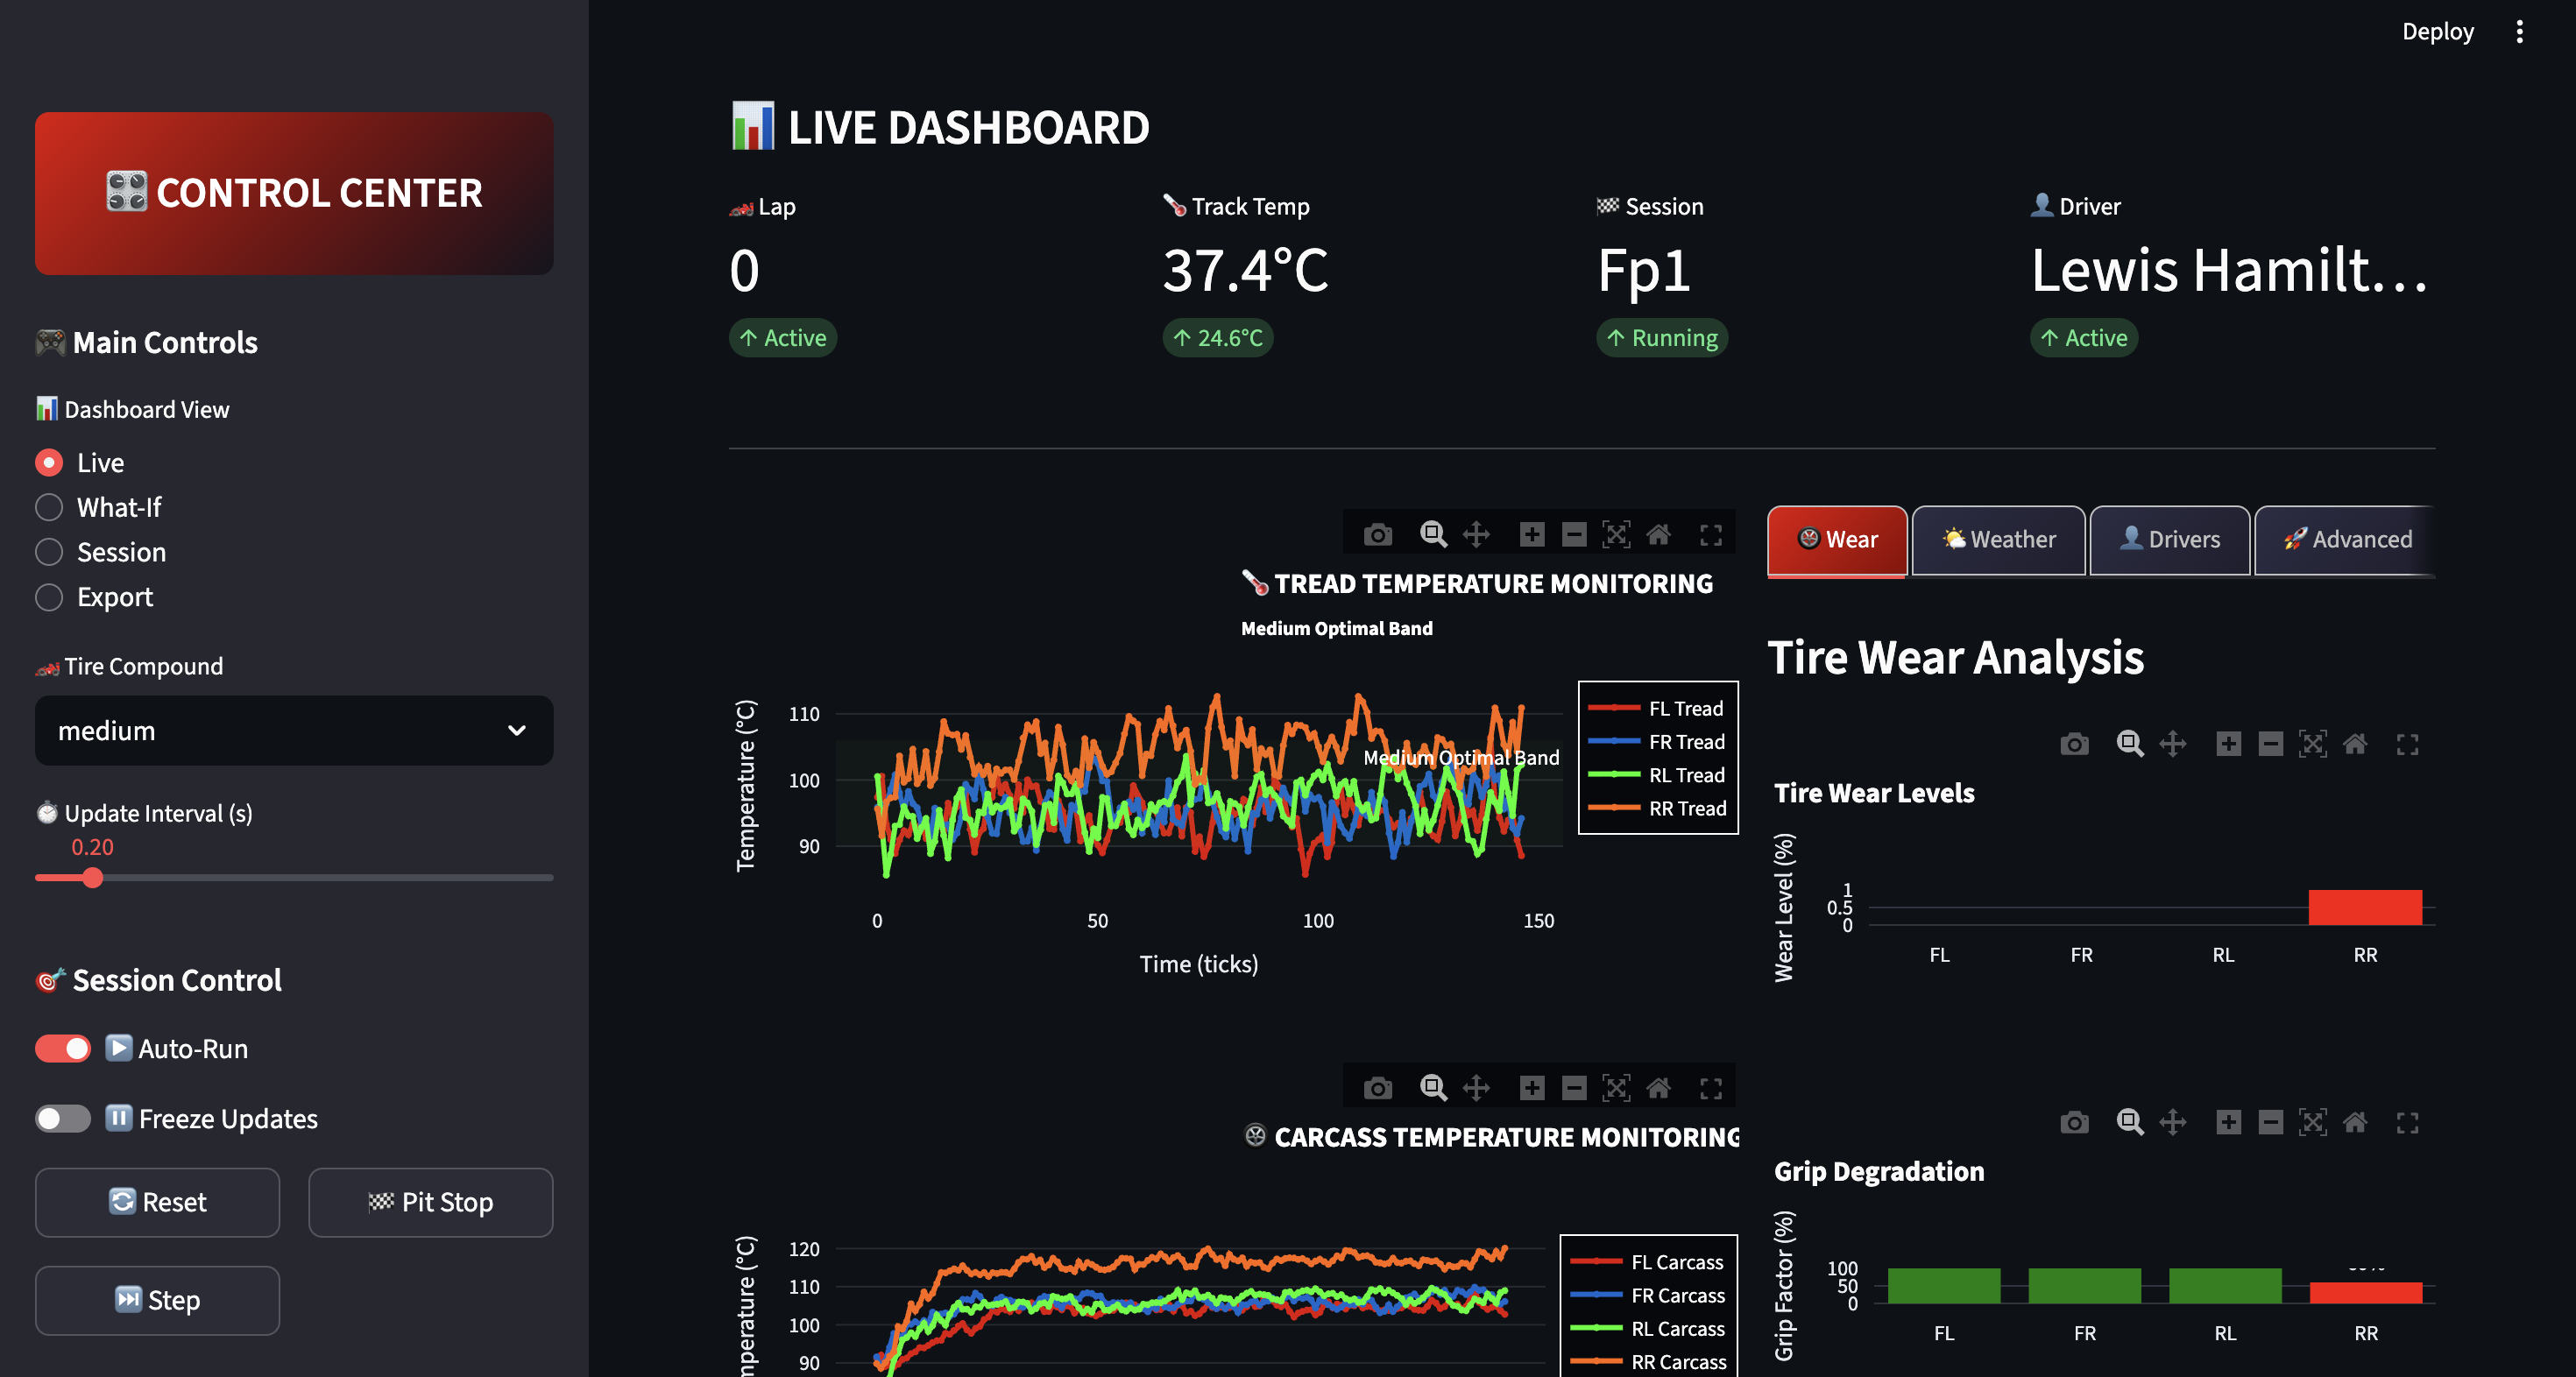 Deploy
CONTROL CENTER
Main Controls
Dashboard View
Live
What-If
Session
Export
Tire Compound
medium
Update Interval (s)
0.20
Session Control
Auto-Run
Freeze Updates
Reset
Pit Stop
Step
LIVE DASHBOARD
Lap
0
↑ Active
Track Temp
37.4°C
↑ 24.6°C
Session
Fp1
↑ Running
Driver
Lewis Hamilt...
↑ Active
TREAD TEMPERATURE MONITORING
Medium Optimal Band
Temperature (°C)
110
100
90
Medium Optimal Band
0
50
100
150
Time (ticks)
FL Tread
FR Tread
RL Tread
RR Tread
CARCASS TEMPERATURE MONITORING
mperature (°C)
120
110
100
90
FL Carcass
FR Carcass
RL Carcass
RR Carcass
Wear
Weather
Drivers
Advanced
Tire Wear Analysis
Tire Wear Levels
Wear Level (%)
1
0.5
0
FL
FR
RL
RR
Grip Degradation
Grip Factor (%)
100
50
0
FL
FR
RL
RR